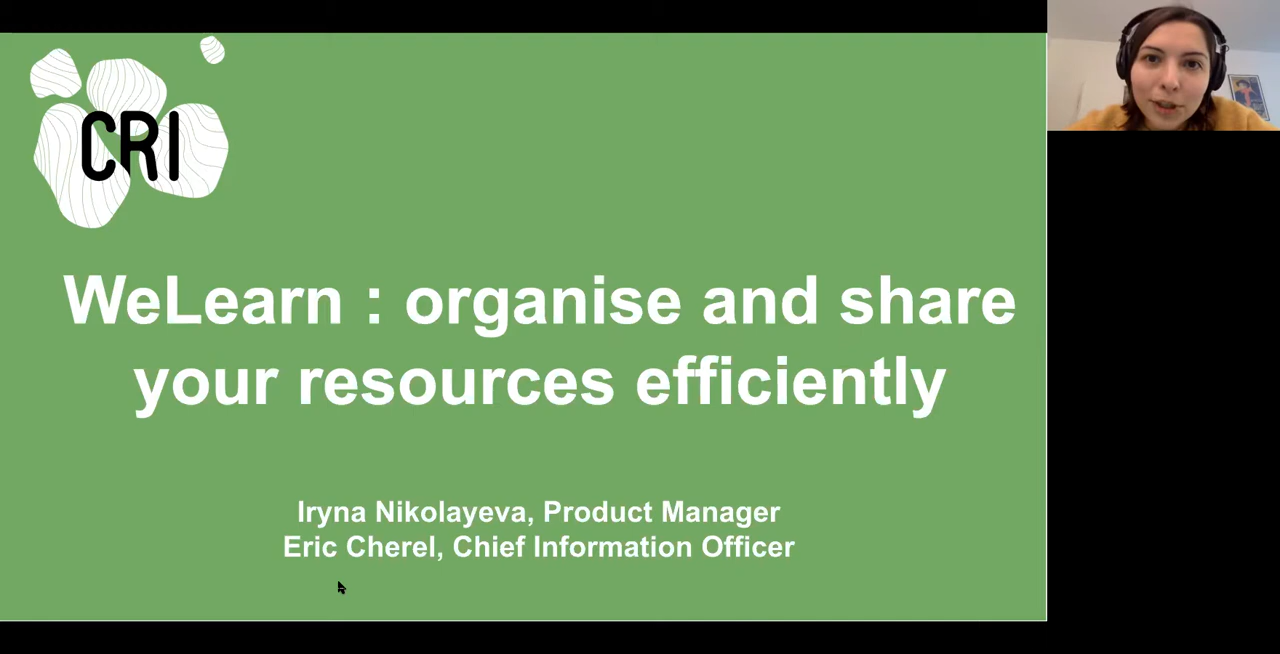 CRI
WeLearn : organise and share
your resources efficiently
Iryna Nikolayeva, Product Manager
Eric Cherel, Chief Information Officer